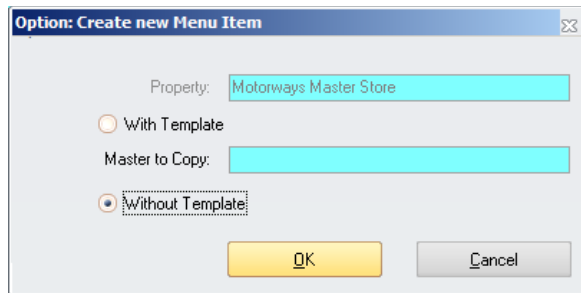 Option: Create new Menu Item
Property: Motorways Master Store
With Template
Master to Copy:
Without Template
OK Cancel